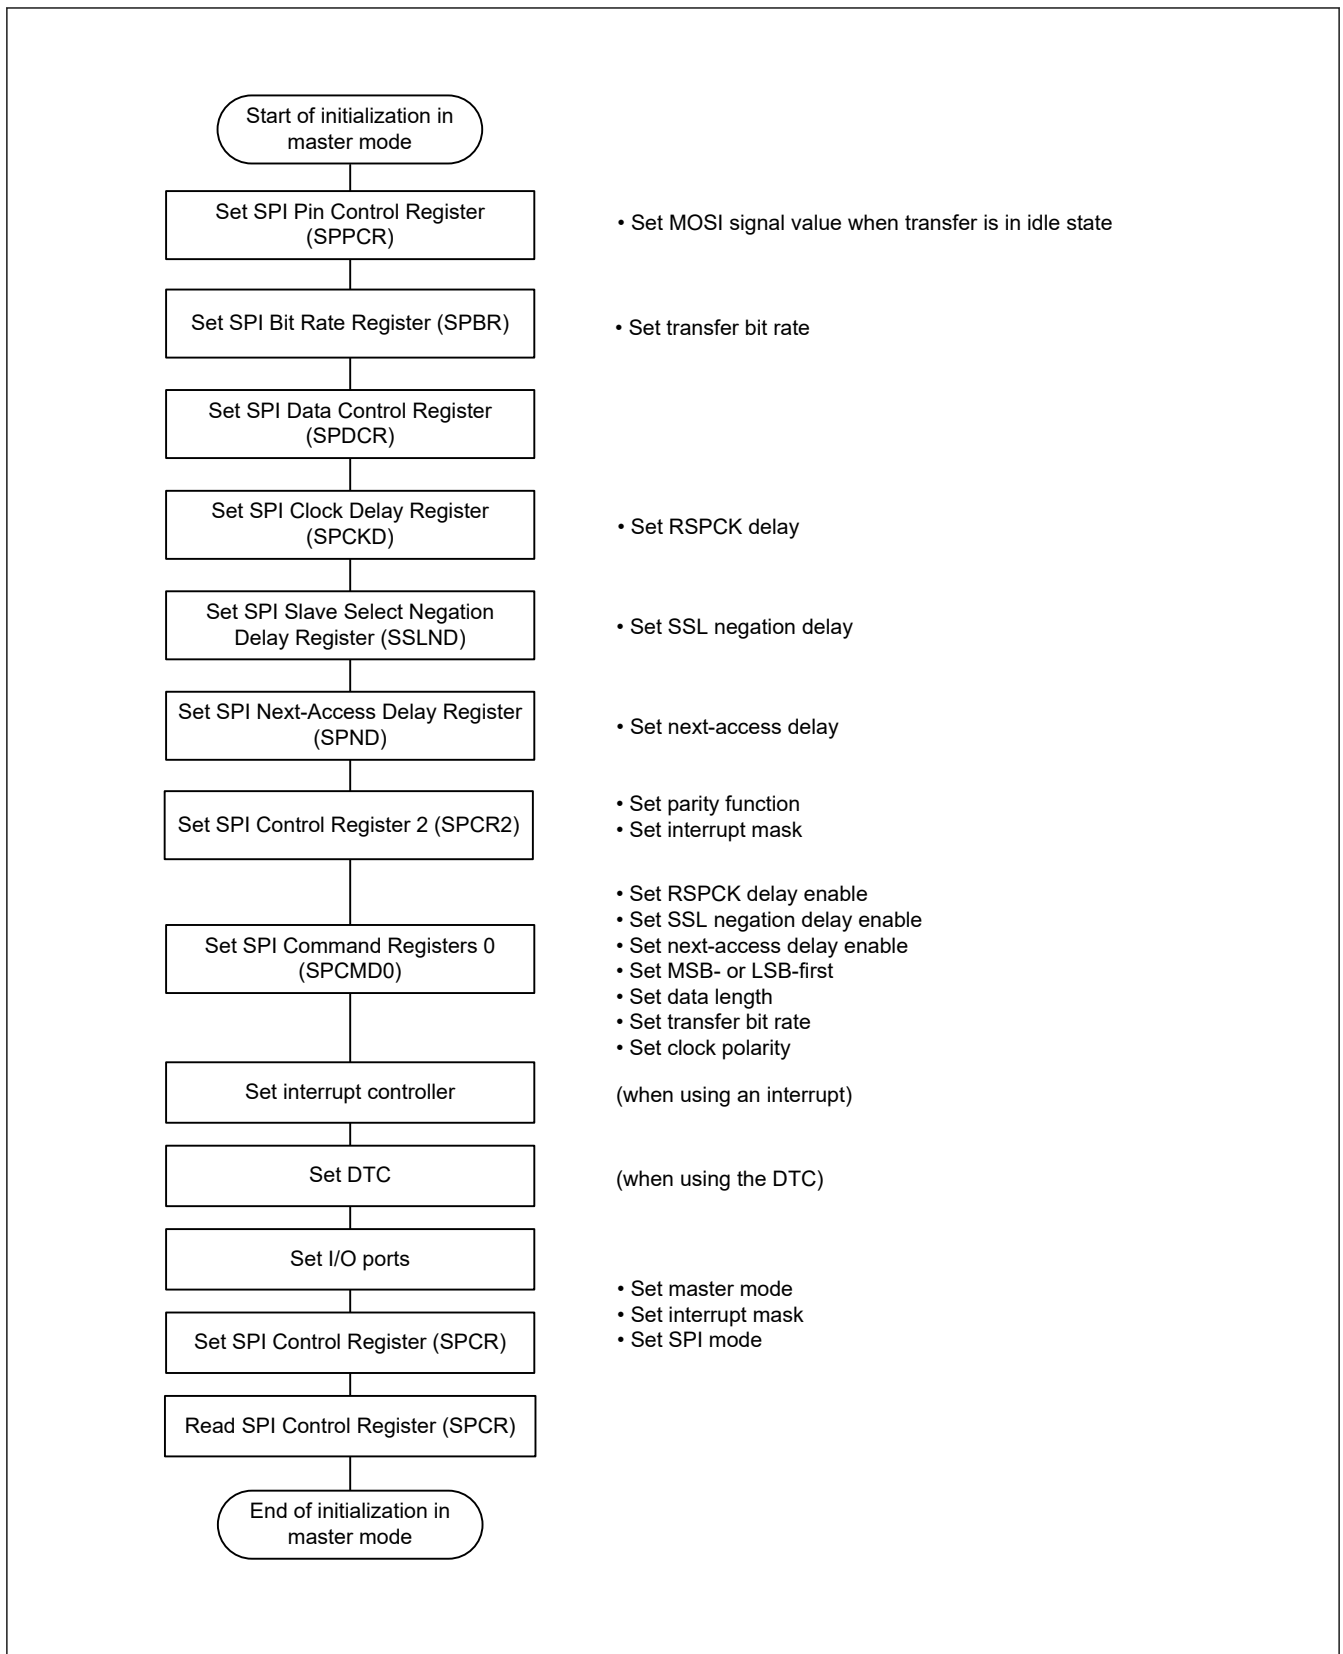 Start of initialization in
master mode
Set SPI Pin Control Register
(SPPCR)
• Set MOSI signal value when transfer is in idle state
Set SPI Bit Rate Register (SPBR)
• Set transfer bit rate
Set SPI Data Control Register
(SPDCR)
Set SPI Clock Delay Register
(SPCKD)
• Set RSPCK delay
Set SPI Slave Select Negation
Delay Register (SSLND)
• Set SSL negation delay
Set SPI Next-Access Delay Register
(SPND)
• Set next-access delay
Set SPI Control Register 2 (SPCR2)
• Set parity function
• Set interrupt mask
Set SPI Command Registers 0
(SPCMD0)
• Set RSPCK delay enable
• Set SSL negation delay enable
• Set next-access delay enable
• Set MSB- or LSB-first
• Set data length
• Set transfer bit rate
• Set clock polarity
Set interrupt controller
(when using an interrupt)
Set DTC
(when using the DTC)
Set I/O ports
Set SPI Control Register (SPCR)
• Set master mode
• Set interrupt mask
• Set SPI mode
Read SPI Control Register (SPCR)
End of initialization in
master mode